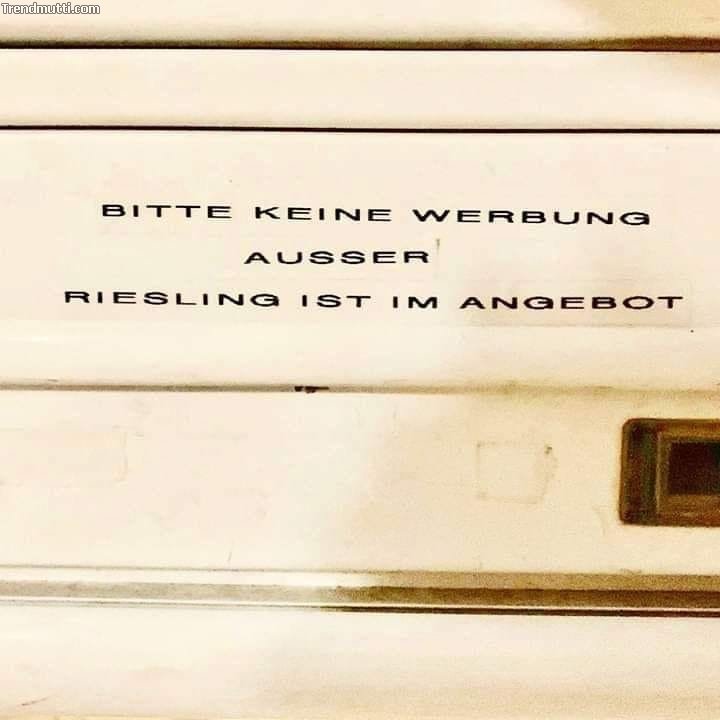 Trendmutti.com
BITTE KEINE WERBUNG
AUSSER
RIESLING IST IM ANGEBOT